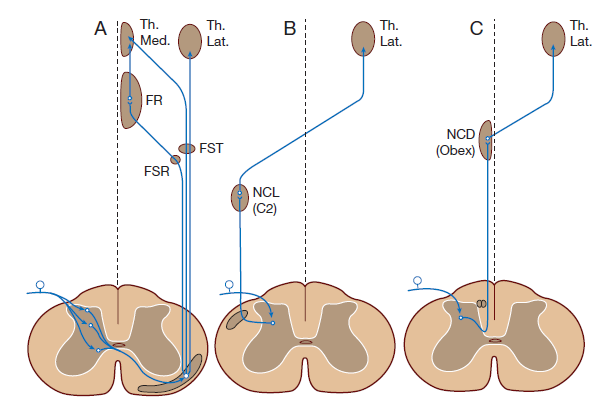 A
Th.
Med.
Th.
Lat.
FR
FST
FSR
B
Th.
Lat.
NCL
(C2)
C
Th.
Lat.
NCD
(Obex)